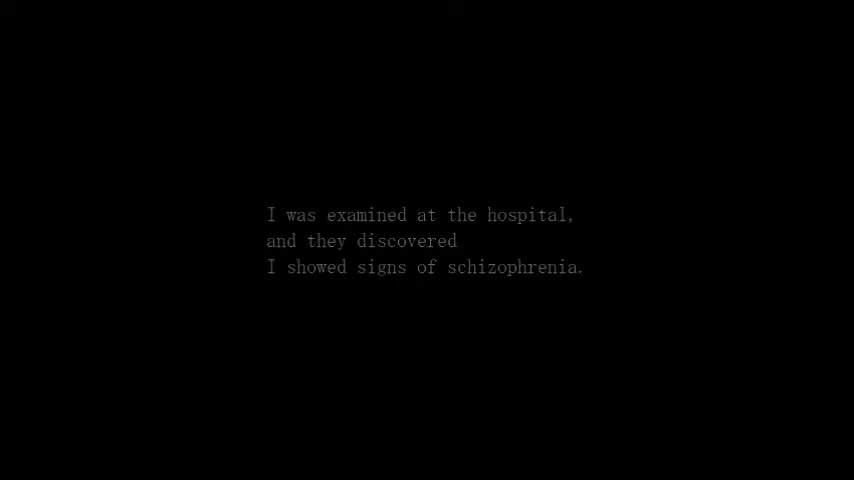 I was examined at the hospital,
and they discovered
I showed signs of schizophrenia.